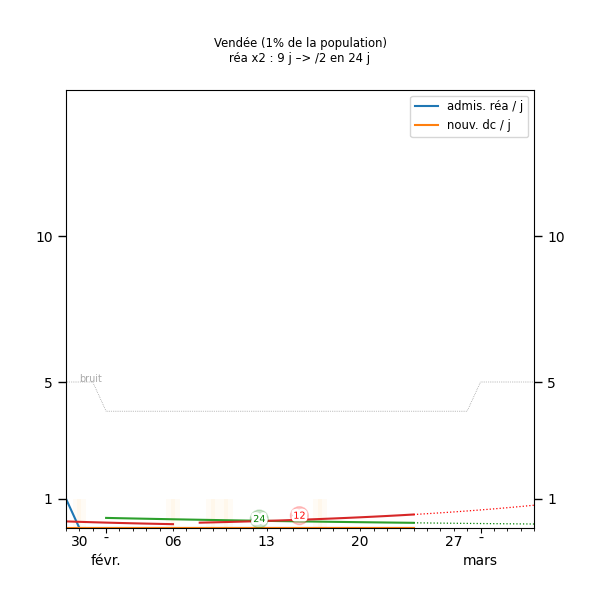 Vendée (1% de la population)
réa x2 : 9 j –> /2 en 24 j
admis. réa / j
nouv. dc / j
10 10
5 5
bruit
1 1
24 12
30 - 06 13 20 27 -
févr. mars